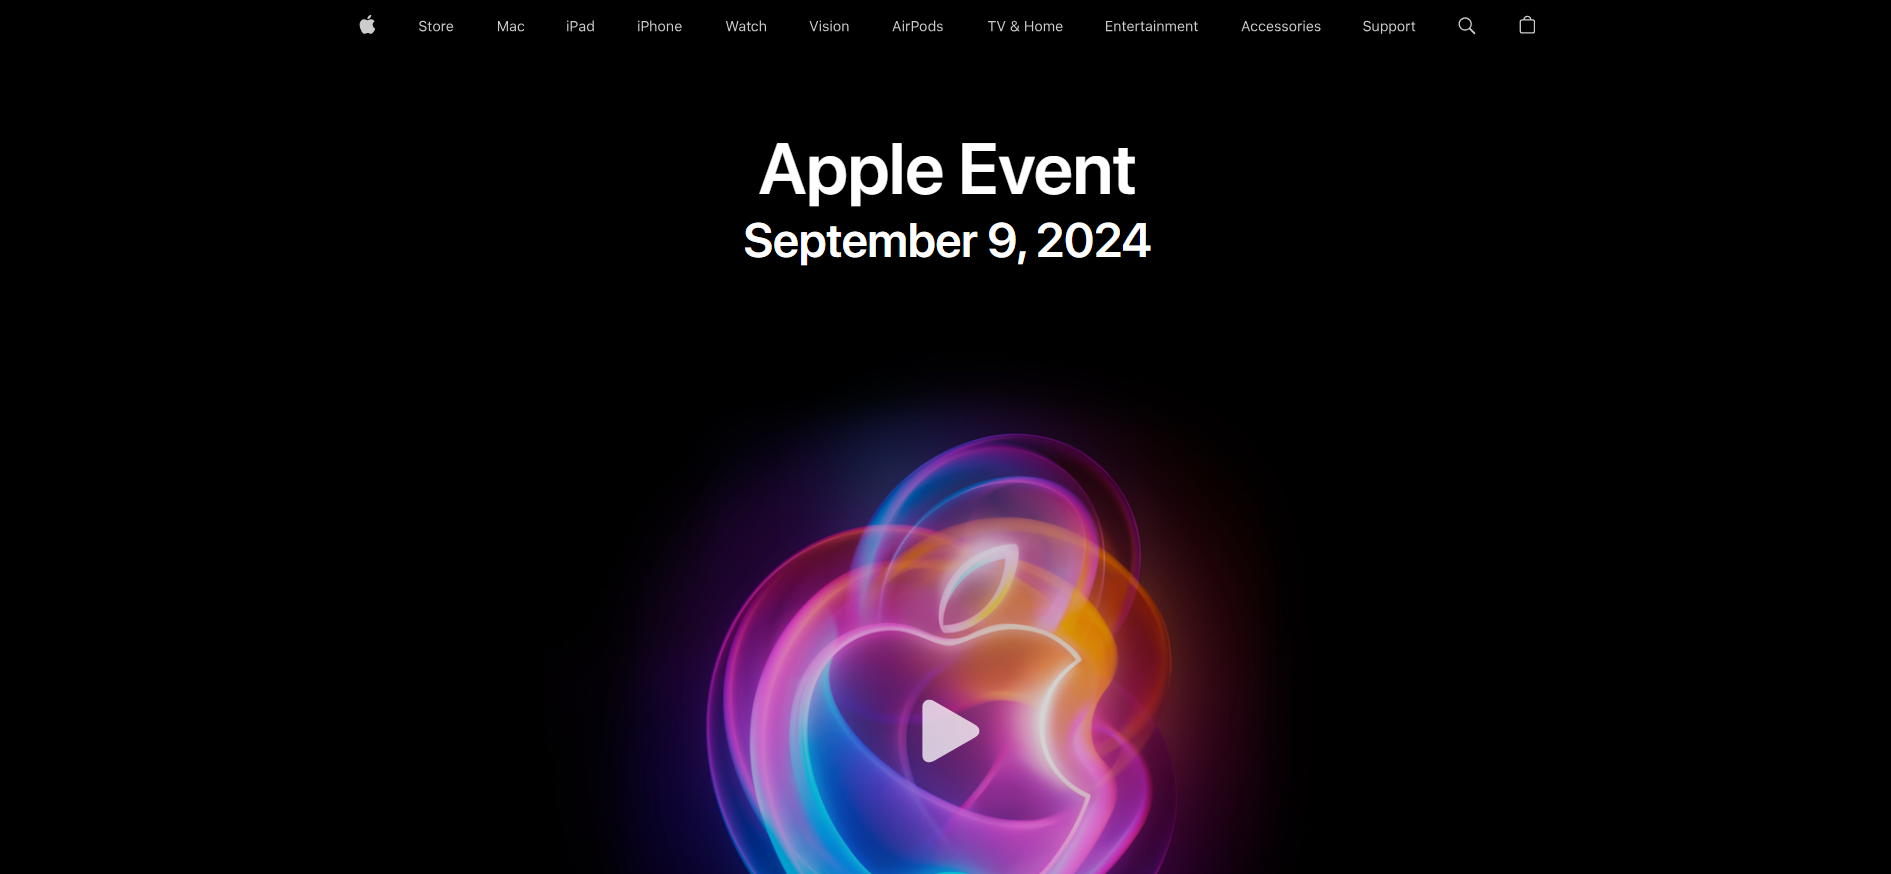 Store Mac iPad iPhone Watch Vision AirPods TV & Home Entertainment Accessories Support
Apple Event
September 9, 2024